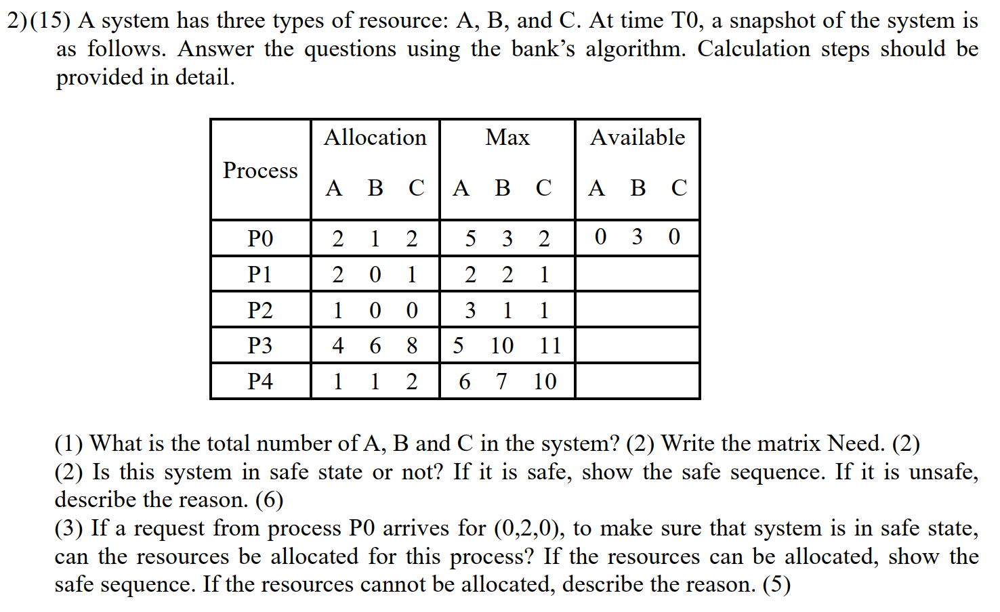 2)(15) A system has three types of resource: A, B, and C. At time T0, a snapshot of the system is
as follows. Answer the questions using the bank’s algorithm. Calculation steps should be
provided in detail.
Process Allocation Max Available
A B C A B C A B C
P0 2 1 2 5 3 2 0 3 0
P1 2 0 1 2 2 1
P2 1 0 0 3 1 1
P3 4 6 8 5 10 11
P4 1 1 2 6 7 10
(1) What is the total number of A, B and C in the system? (2) Write the matrix Need. (2)
(2) Is this system in safe state or not? If it is safe, show the safe sequence. If it is unsafe,
describe the reason. (6)
(3) If a request from process P0 arrives for (0,2,0), to make sure that system is in safe state,
can the resources be allocated for this process? If the resources can be allocated, show the
safe sequence. If the resources cannot be allocated, describe the reason. (5)